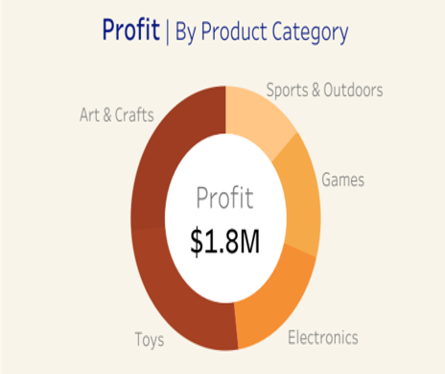 Profit | By Product Category
Sports & Outdoors
Art & Crafts
Games
Profit
$1.8M
Toys
Electronics